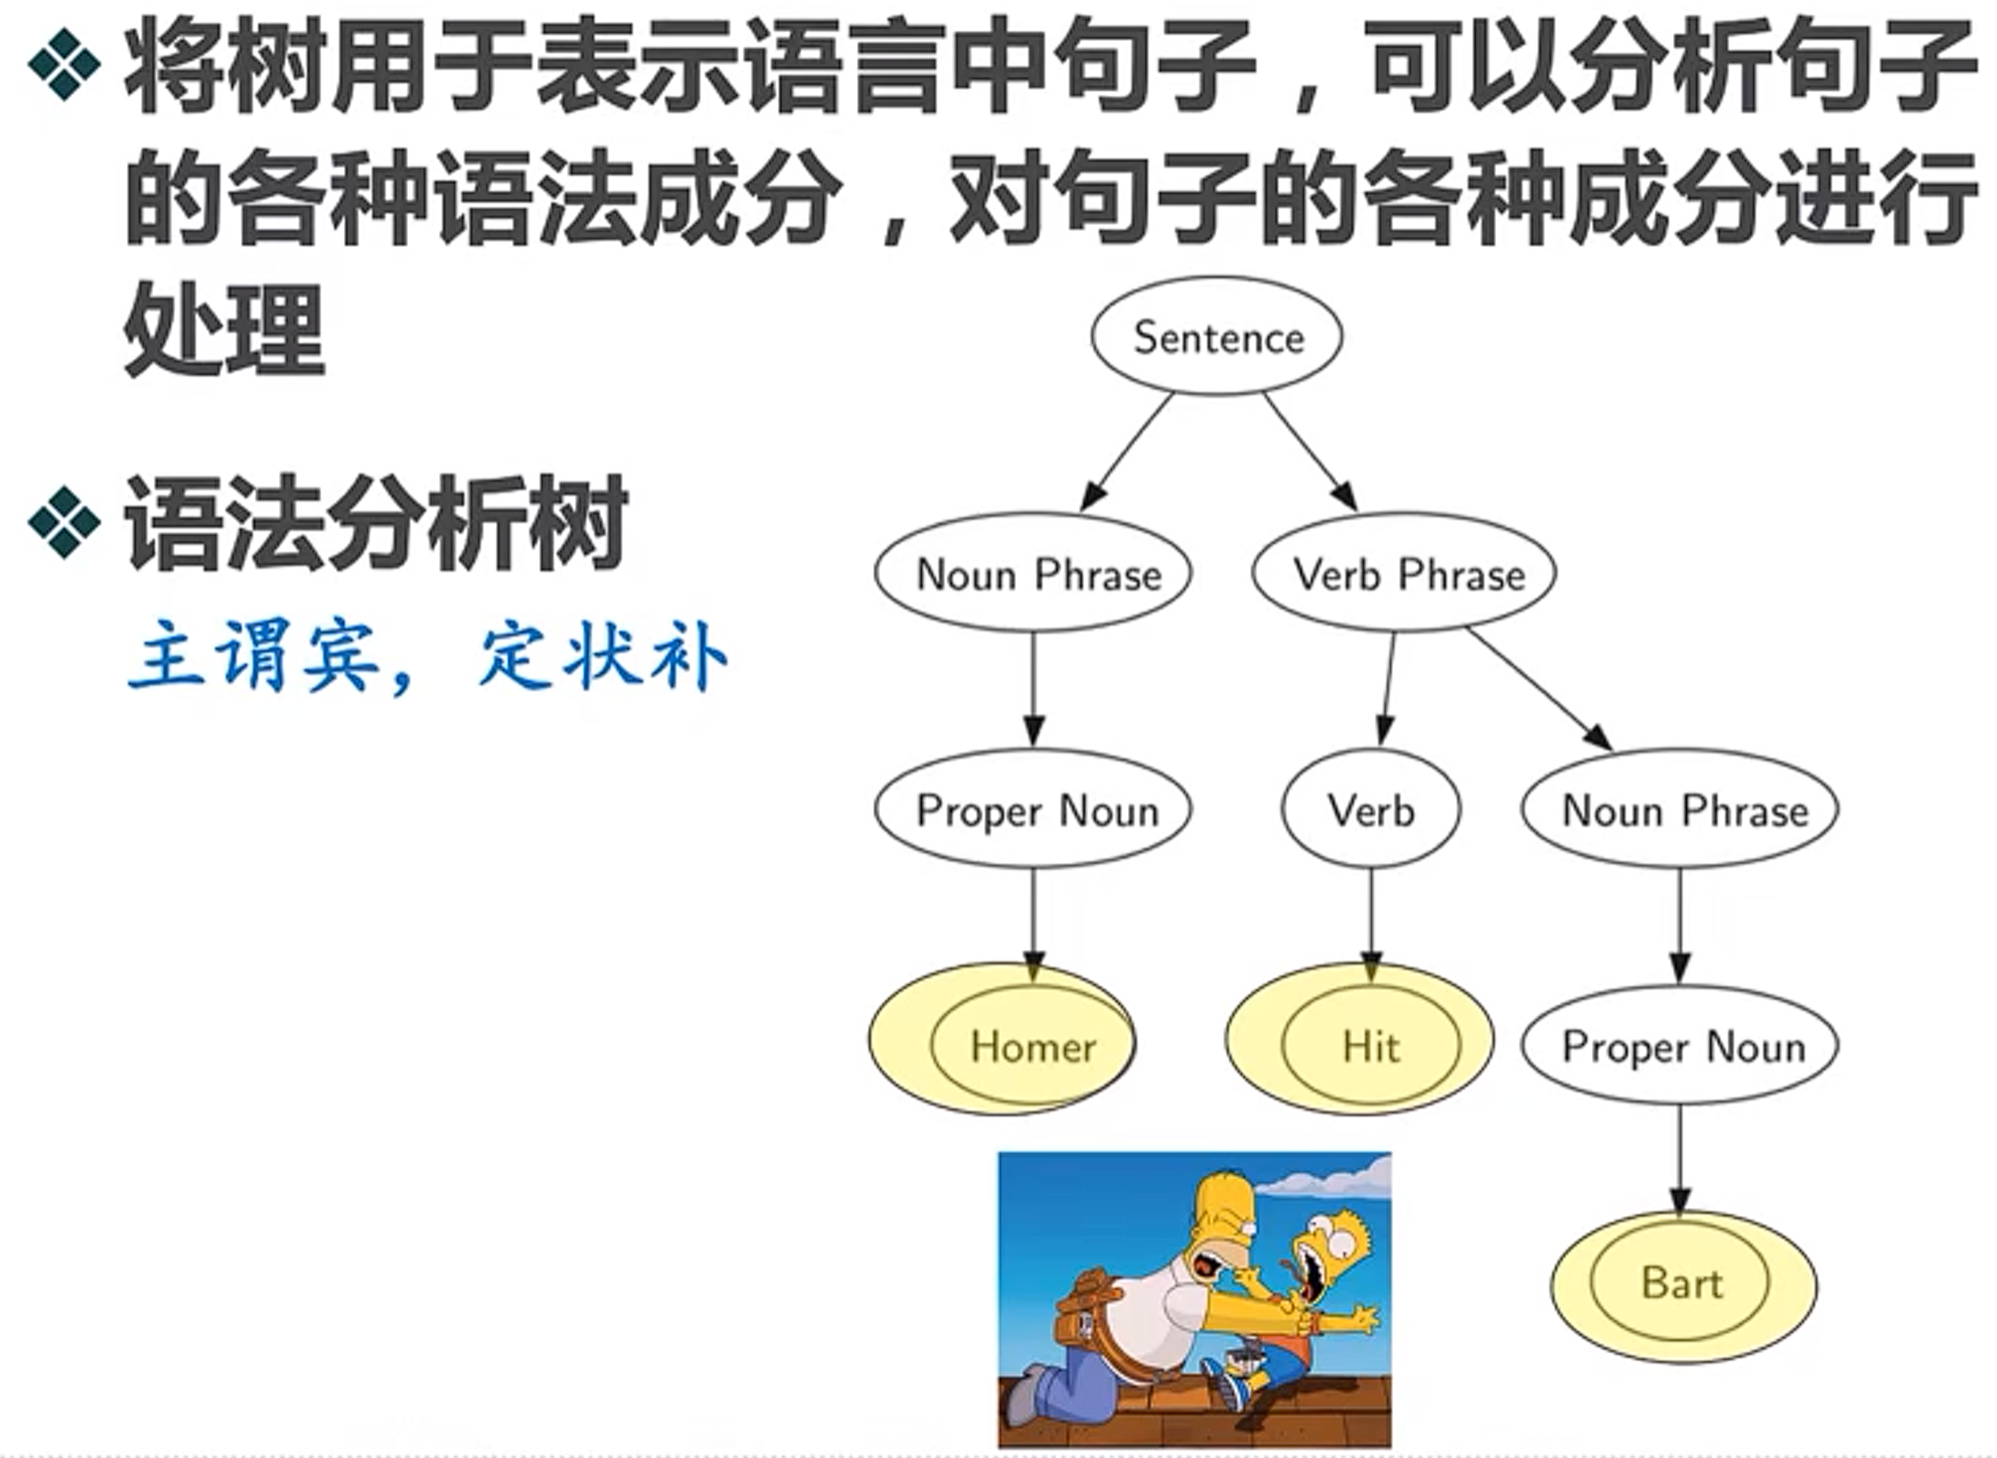 将树用于表示语言中句子，可以分析句子
的各种语法成分，对句子的各种成分进行
处理
语法分析树
主谓宾，定状补
Sentence
Noun Phrase
Verb Phrase
Proper Noun
Verb
Noun Phrase
Homer
Hit
Proper Noun
Bart